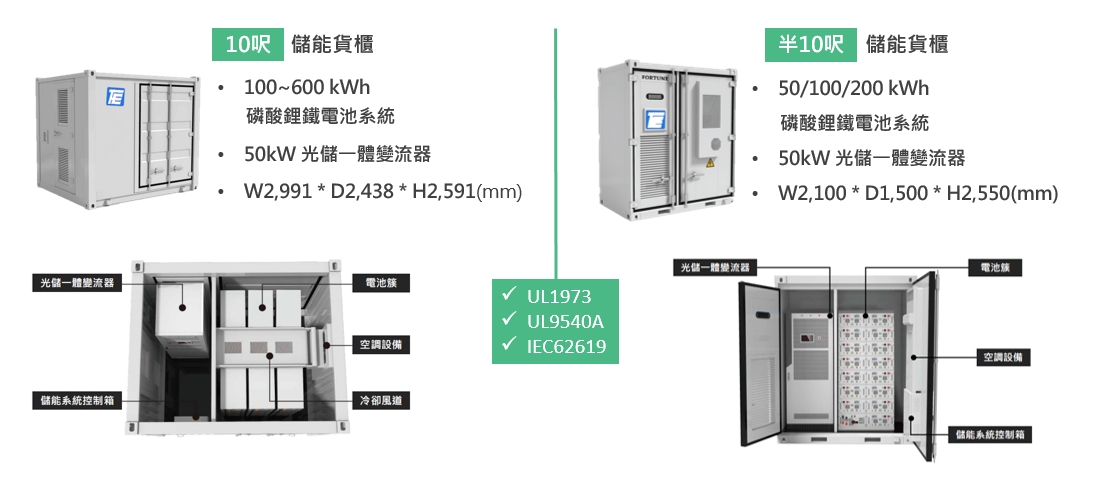 10呎 儲能貨櫃
• 100~600 kWh
磷酸鋰鐵電池系統
• 50kW 光儲一體變流器
• W2,991 * D2,438 * H2,591(mm)
光儲一體變流器
電池簇
空調設備
儲能系統控制箱
冷卻風道
✓ UL1973
✓ UL9540A
✓ IEC62619
半10呎 儲能貨櫃
FORTUNE
• 50/100/200 kWh
磷酸鋰鐵電池系統
• 50kW 光儲一體變流器
• W2,100 * D1,500 * H2,550(mm)
光儲一體變流器
電池簇
空調設備
儲能系統控制箱